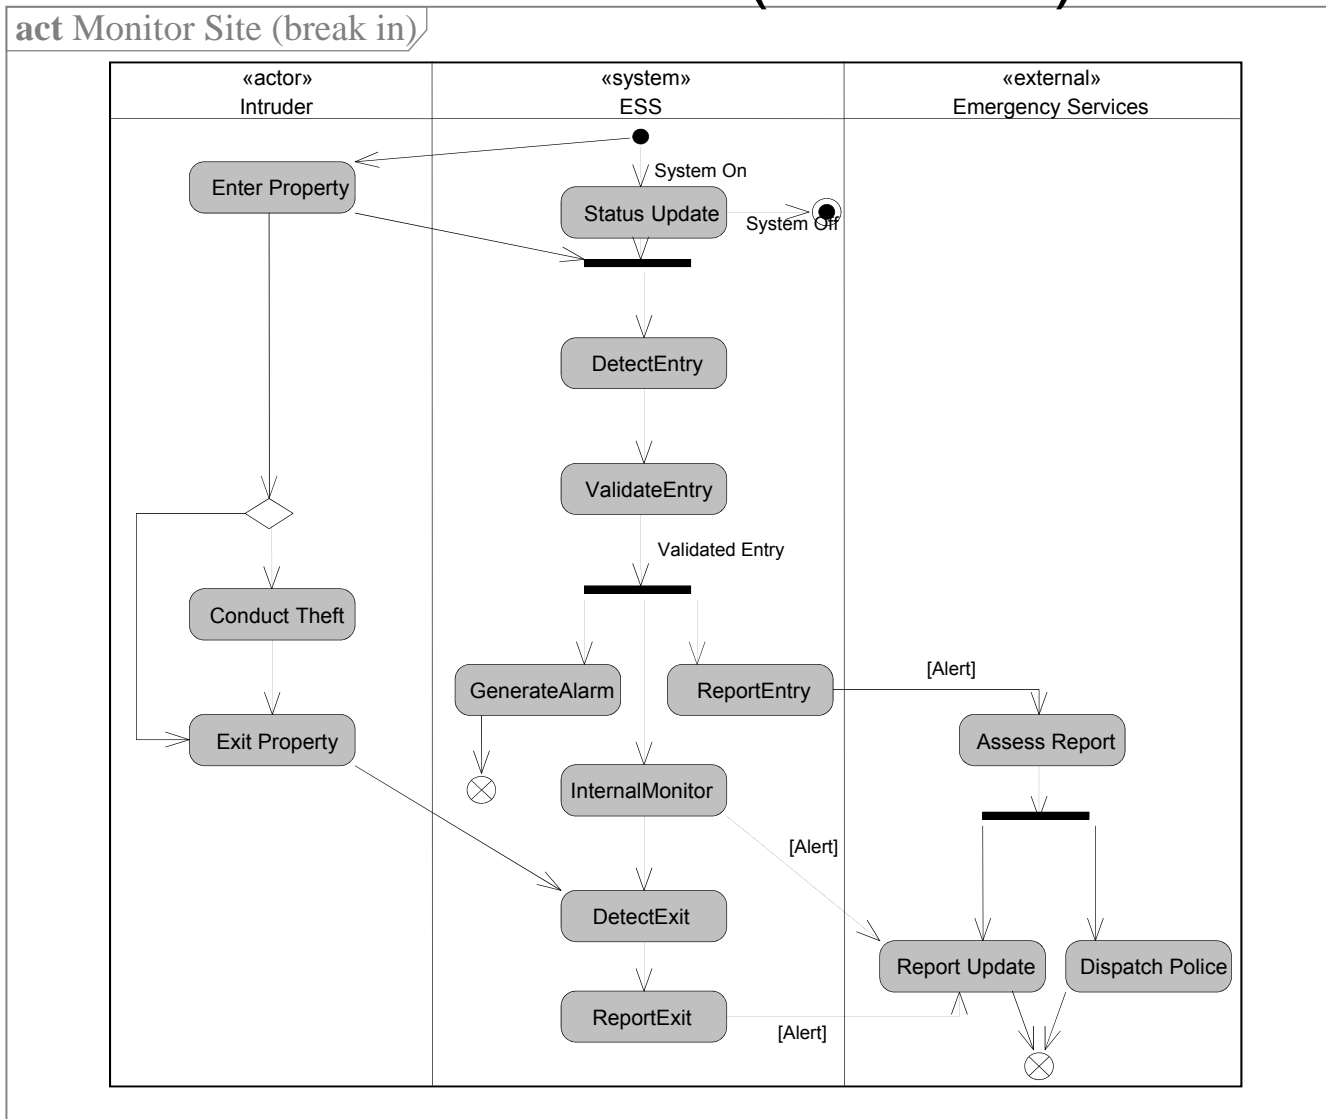 act Monitor Site (break in)
«actor»
Intruder
«system»
ESS
«external»
Emergency Services
System On
Enter Property
Status Update
System Off
DetectEntry
ValidateEntry
Validated Entry
Conduct Theft
GenerateAlarm
ReportEntry
[Alert]
Exit Property
Assess Report
InternalMonitor
[Alert]
DetectExit
Report Update
Dispatch Police
ReportExit
[Alert]